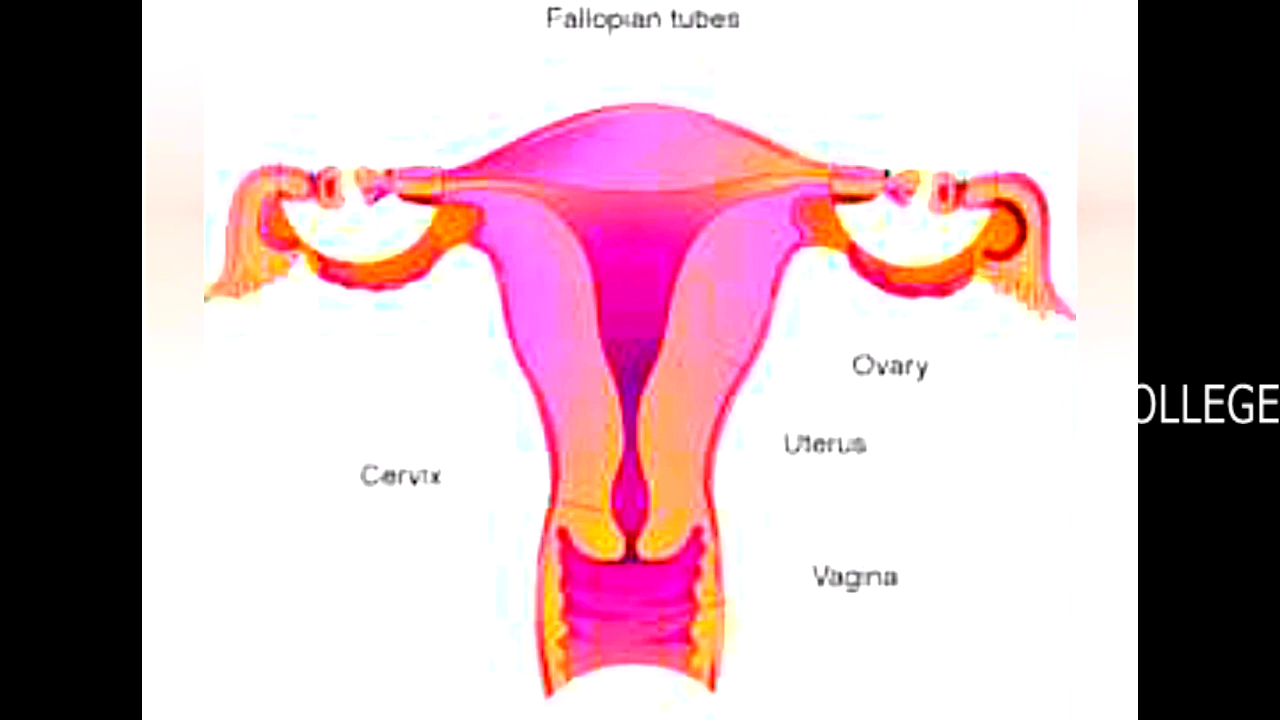 Fallopian tubes
Ovary
OLLEGE
Uterus
Cervix
Vagina